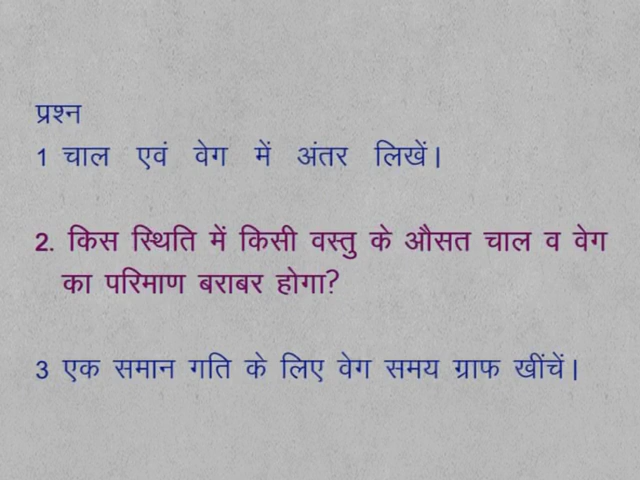 प्रश्न
1 चाल एवं वेग में अंतर लिखें।
2. किस स्थिति में किसी वस्तु के औसत चाल व वेग
का परिमाण बराबर होगा?
3 एक समान गति के लिए वेग समय ग्राफ खींचें।